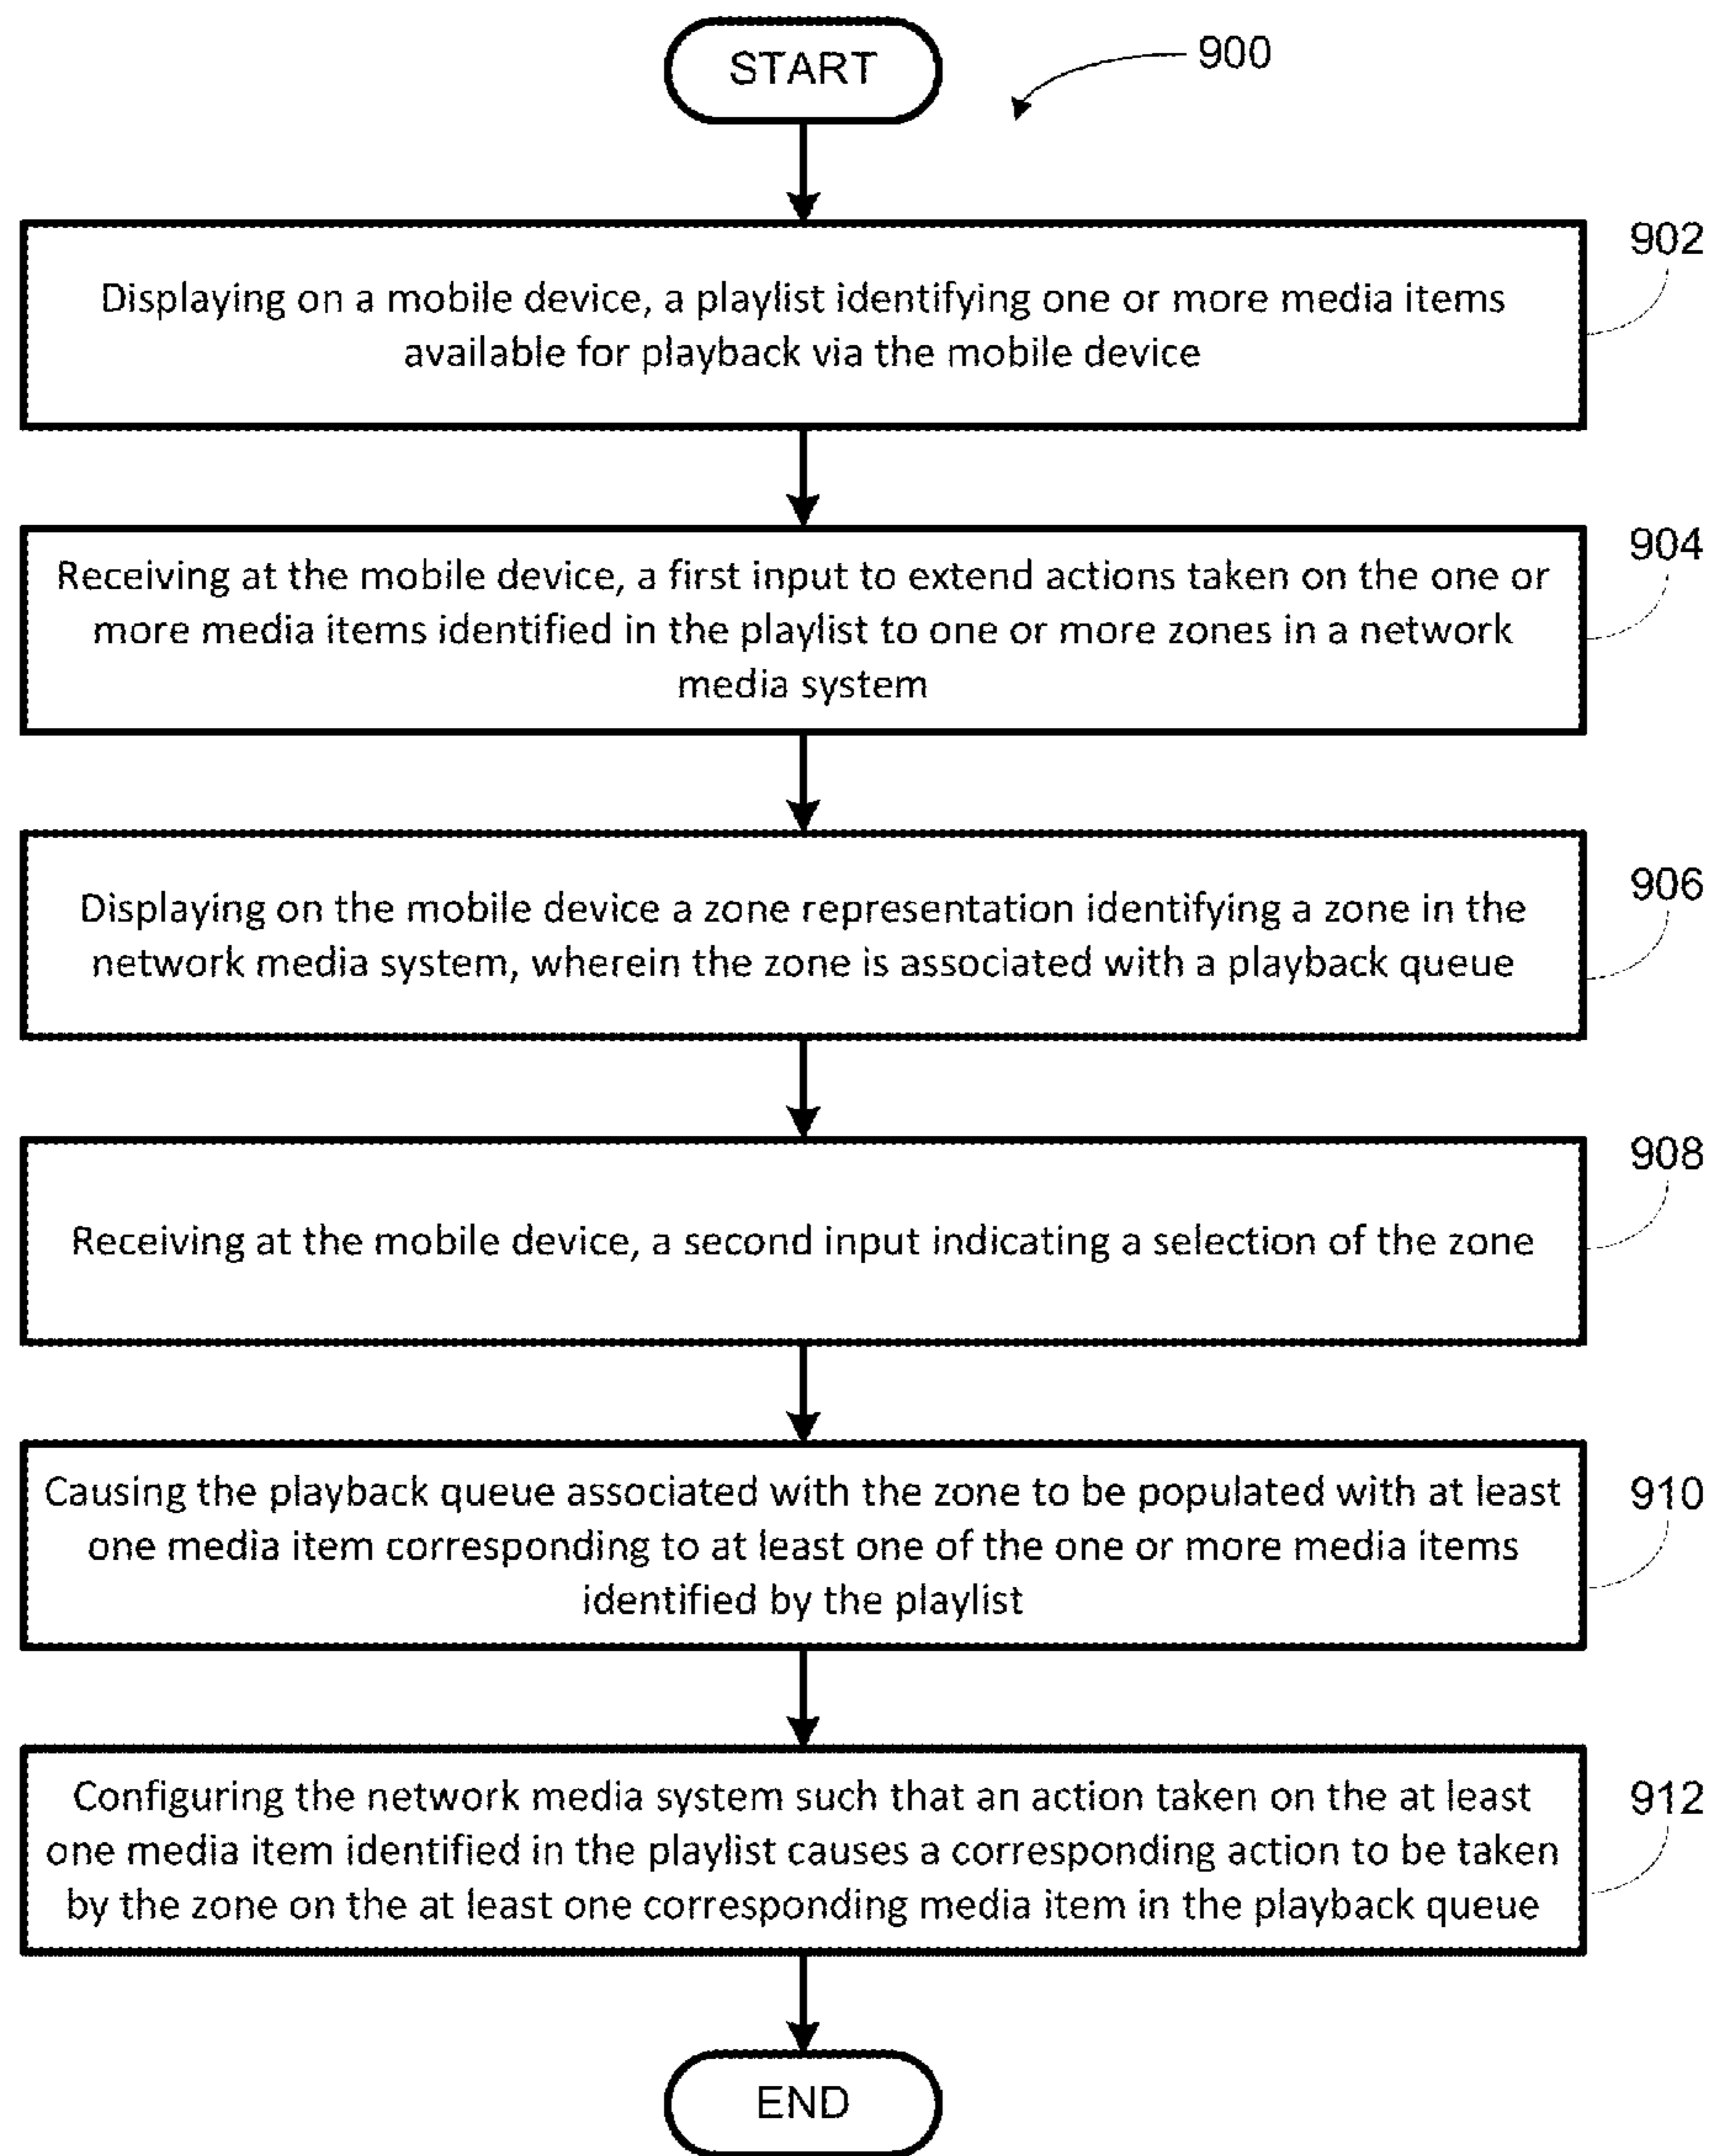 START
900
902
Displaying on a mobile device, a playlist identifying one or more media items
available for playback via the mobile device
904
Receiving at the mobile device, a first input to extend actions taken on the one or
more media items identified in the playlist to one or more zones in a network
media system
906
Displaying on the mobile device a zone representation identifying a zone in the
network media system, wherein the zone is associated with a playback queue
908
Receiving at the mobile device, a second input indicating a selection of the zone
910
Causing the playback queue associated with the zone to be populated with at least
one media item corresponding to at least one of the one or more media items
identified by the playlist
912
Configuring the network media system such that an action taken on the at least
one media item identified in the playlist causes a corresponding action to be taken
by the zone on the at least one corresponding media item in the playback queue
END